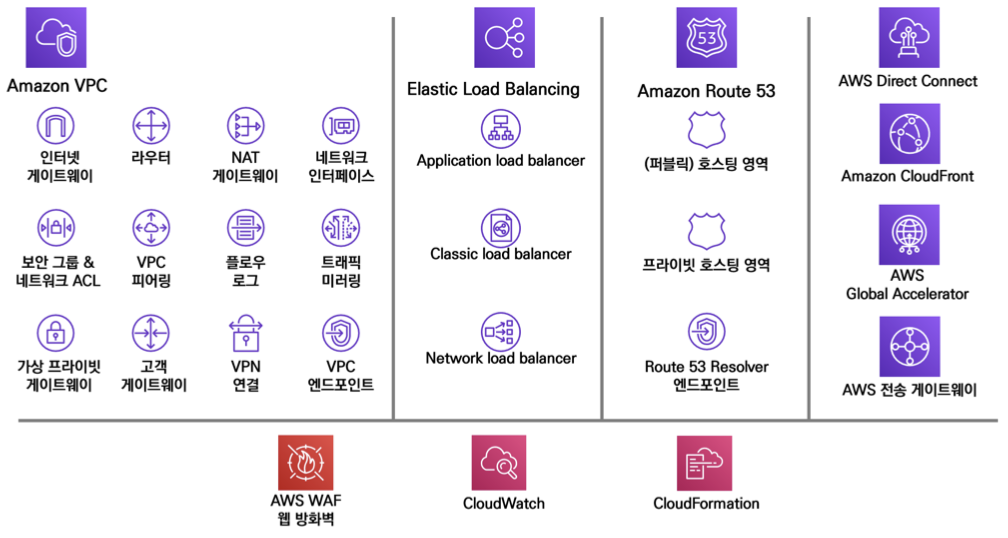 Amazon VPC
인터넷
게이트웨이
라우터
NAT
게이트웨이
네트워크
인터페이스
보안 그룹 &
네트워크 ACL
VPC
피어링
플로우
로그
트래픽
미러링
가상 프라이빗
게이트웨이
고객
게이트웨이
VPN
연결
VPC
엔드포인트
Elastic Load Balancing
Application load balancer
Classic load balancer
Network load balancer
53
Amazon Route 53
(퍼블릭) 호스팅 영역
프라이빗 호스팅 영역
Route 53 Resolver
엔드포인트
AWS Direct Connect
Amazon CloudFront
AWS
Global Accelerator
AWS 전송 게이트웨이
AWS WAF
웹 방화벽
CloudWatch
CloudFormation